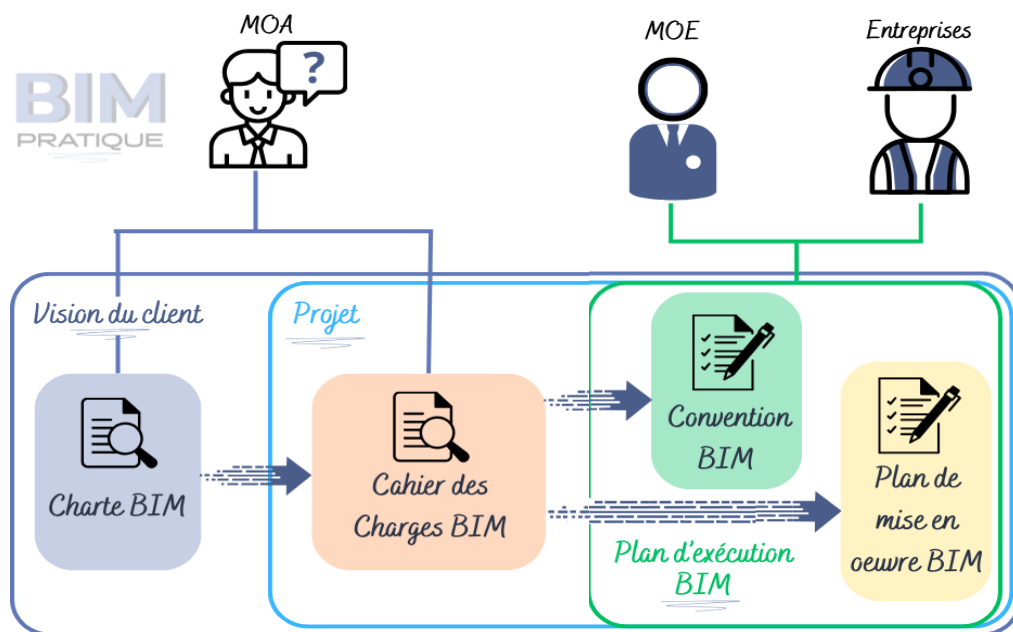 MOA
MOE
Entreprises
?
BIM
PRATIQUE
Vision du client
Projet
Charte BIM
Cahier des
Charges BIM
Convention
BIM
Plan de
mise en
oeuvre BIM
Plan d'exécution
BIM